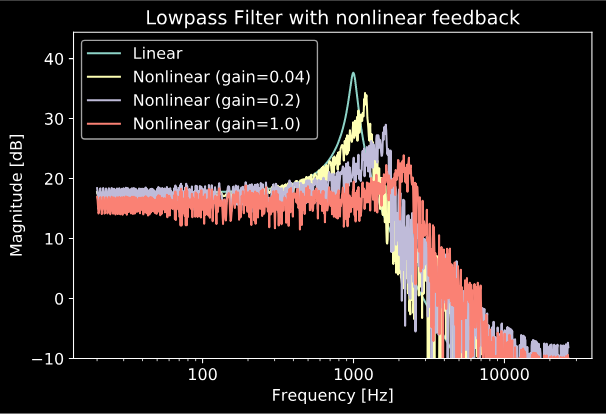 Lowpass Filter with nonlinear feedback
Linear
Nonlinear (gain=0.04)
Nonlinear (gain=0.2)
Nonlinear (gain=1.0)
Magnitude [dB]
40
30
20
10
0
−10
100
1000
10000
Frequency [Hz]